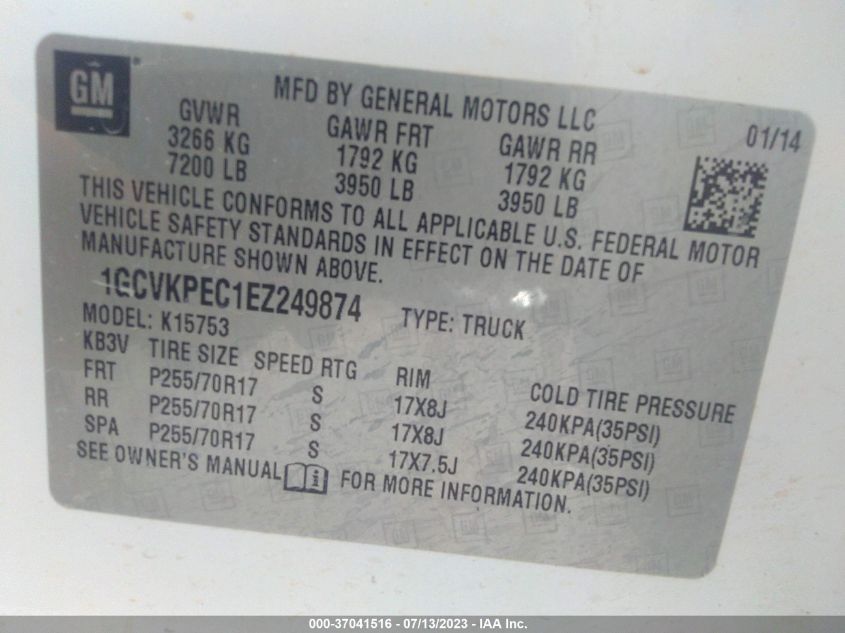 GM
MFD BY GENERAL MOTORS LLC
01/14
GVWR GAWR FRT GAWR RR
3266 KG 1792 KG 1792 KG
7200 LB 3950 LB 3950 LB
THIS VEHICLE CONFORMS TO ALL APPLICABLE U.S. FEDERAL MOTOR
VEHICLE SAFETY STANDARDS IN EFFECT ON THE DATE OF
MANUFACTURE SHOWN ABOVE.
1GCVKPEC1EZ249874 TYPE: TRUCK
MODEL: K15753
KB3V TIRE SIZE SPEED RTG RIM COLD TIRE PRESSURE
FRT P255/70R17 S 17X8J 240KPA(35PSI)
RR P255/70R17 S 17X8J 240KPA(35PSI)
SPA P255/70R17 S 17X7.5J 240KPA(35PSI)
SEE OWNER'S MANUAL i FOR MORE INFORMATION.
000-37041516 - 07/13/2023 - IAA Inc.